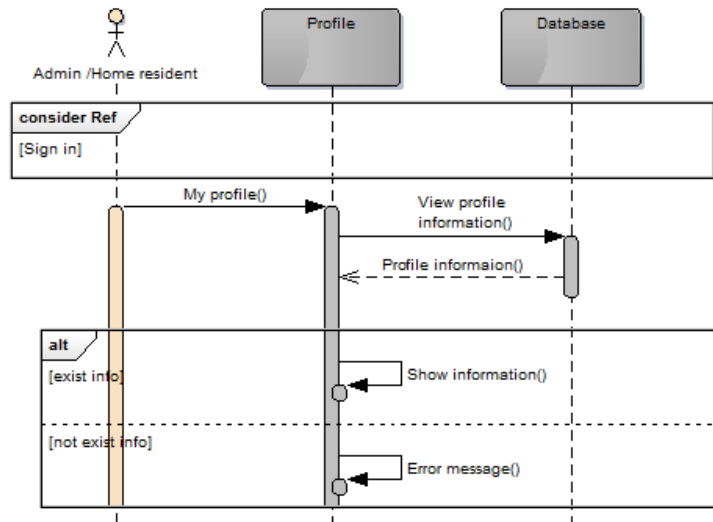 Profile
Database
Admin /Home resident
consider Ref
[Sign in]
My profile()
View profile
information()
Profile informaion()
alt
[exist info]
Show information()
[not exist info]
Error message()